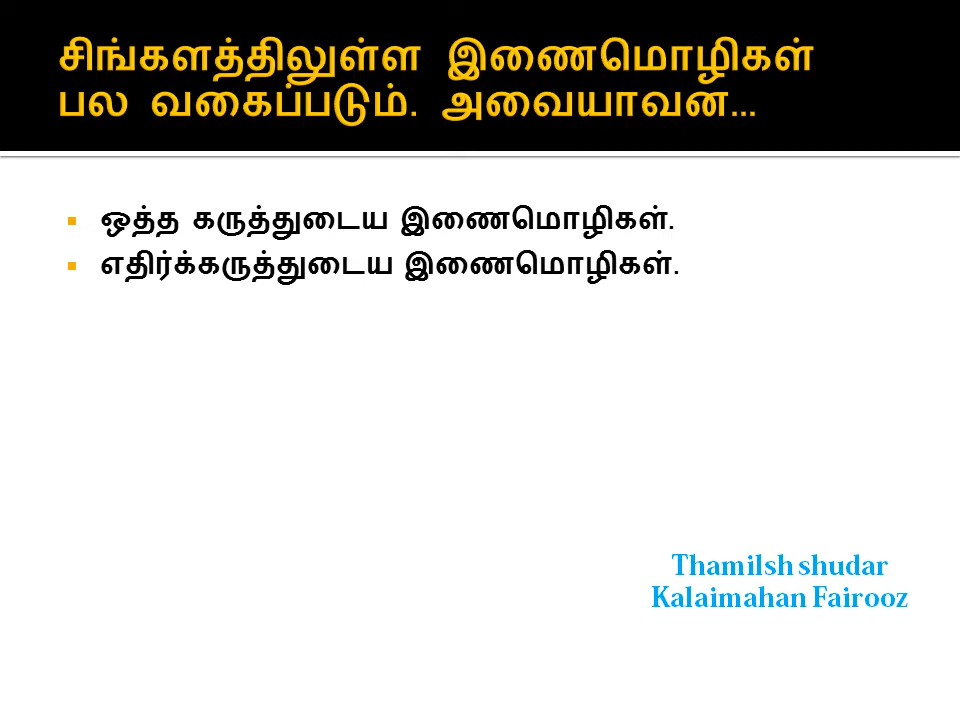 சிங்களத்திலுள்ள இணைமொழிகள்
பல வகைப்படும். அவையாவன...
ஒத்த கருத்துடைய இணைமொழிகள்.
எதிர்க்கருத்துடைய இணைமொழிகள்.
Thamilsh shudar
Kalaimahan Fairooz